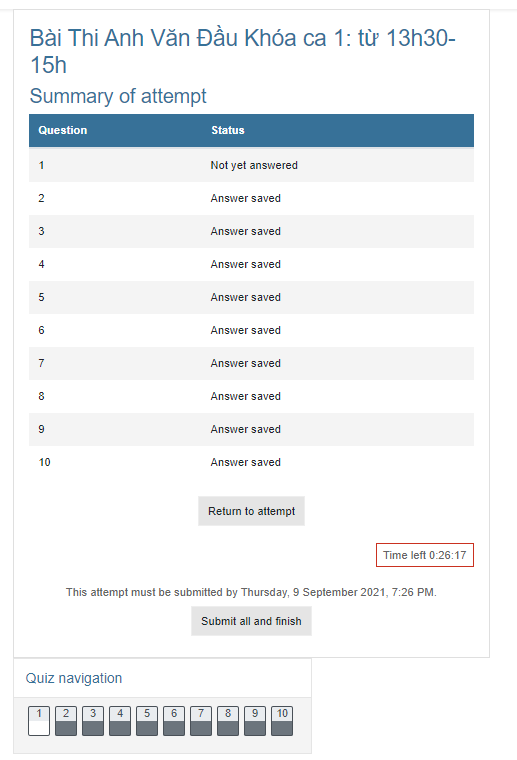 Bài Thi Anh Văn Đầu Khóa ca 1: từ 13h30-
15h
Summary of attempt
Question Status
1 Not yet answered
2 Answer saved
3 Answer saved
4 Answer saved
5 Answer saved
6 Answer saved
7 Answer saved
8 Answer saved
9 Answer saved
10 Answer saved
Return to attempt
Time left 0:26:17
This attempt must be submitted by Thursday, 9 September 2021, 7:26 PM.
Submit all and finish
Quiz navigation
1 2 3 4 5 6 7 8 9 10